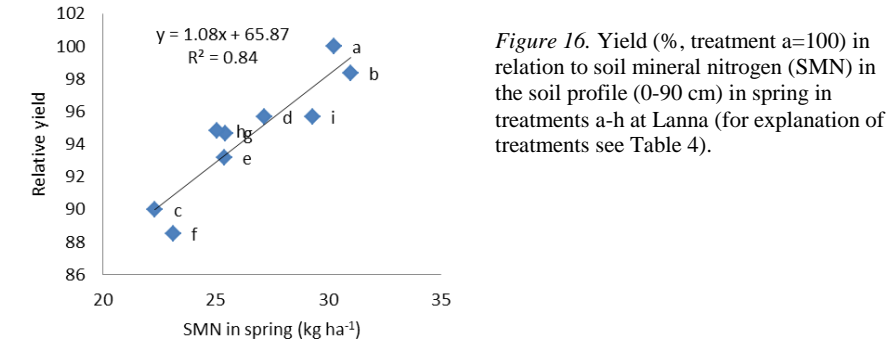 102
100
98
96
94
92
90
88
86
Relative yield
y = 1.08x + 65.87
R² = 0.84
a
b
d
i
hg
e
c
f
20 25 30 35
SMN in spring (kg ha⁻¹)
Figure 16. Yield (%, treatment a=100) in
relation to soil mineral nitrogen (SMN) in
the soil profile (0-90 cm) in spring in
treatments a-h at Lanna (for explanation of
treatments see Table 4).